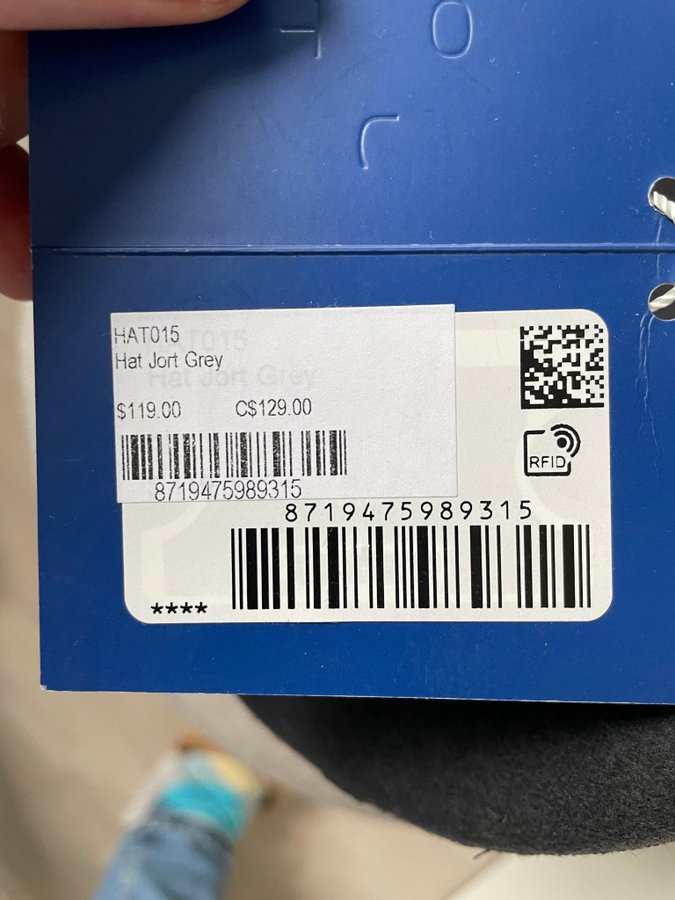 HAT015
Hat Jort Grey
$119.00 C$129.00
8719475989315
RFID
8719475989315
****